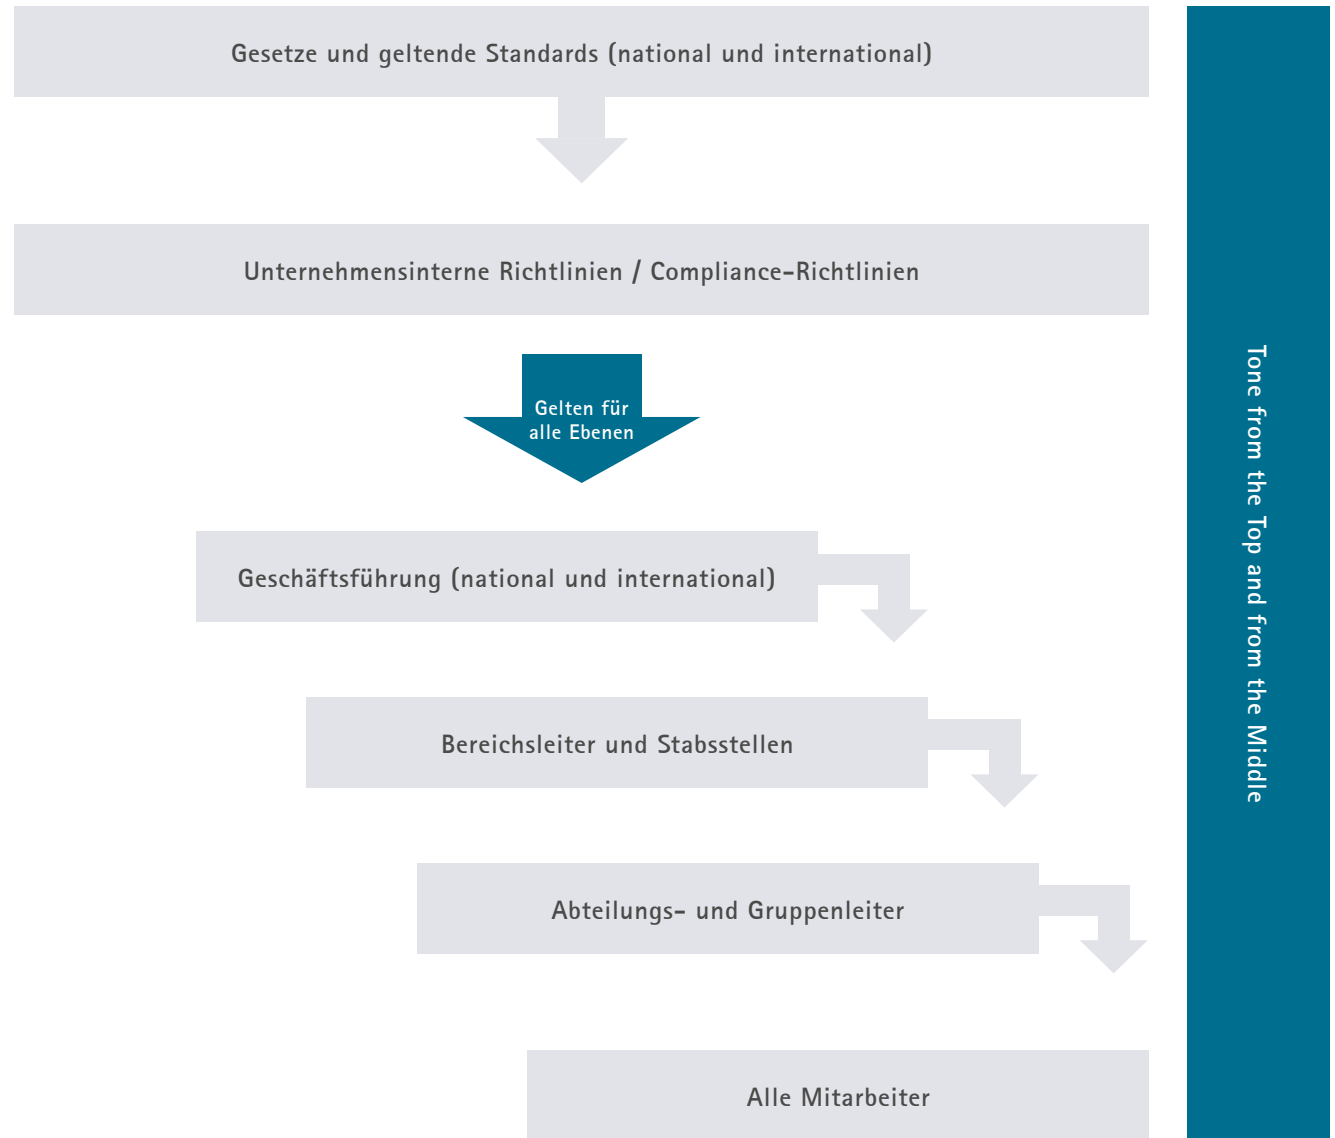 Gesetze und geltende Standards (national und international)
Unternehmensinterne Richtlinien / Compliance-Richtlinien
Gelten für
alle Ebenen
Geschäftsführung (national und international)
Bereichsleiter und Stabsstellen
Abteilungs- und Gruppenleiter
Alle Mitarbeiter
Tone from the Top and from the Middle